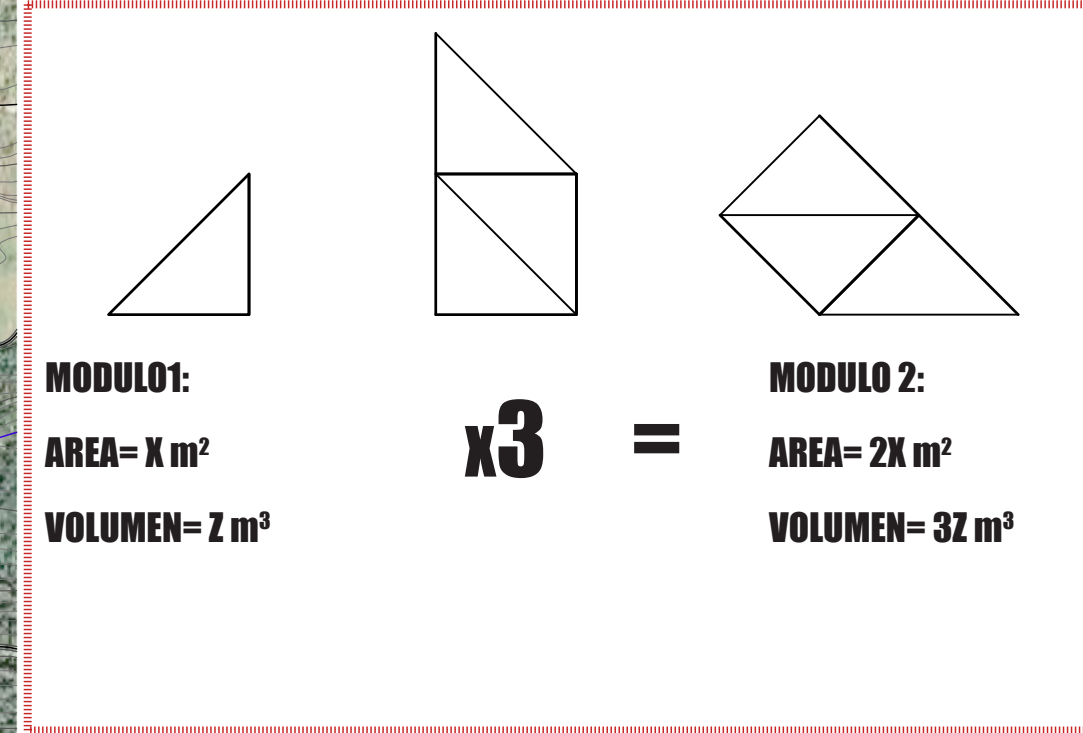 MODULO1:
AREA= X m²
VOLUMEN= Z m³
x3
=
MODULO 2:
AREA= 2X m²
VOLUMEN= 3Z m³